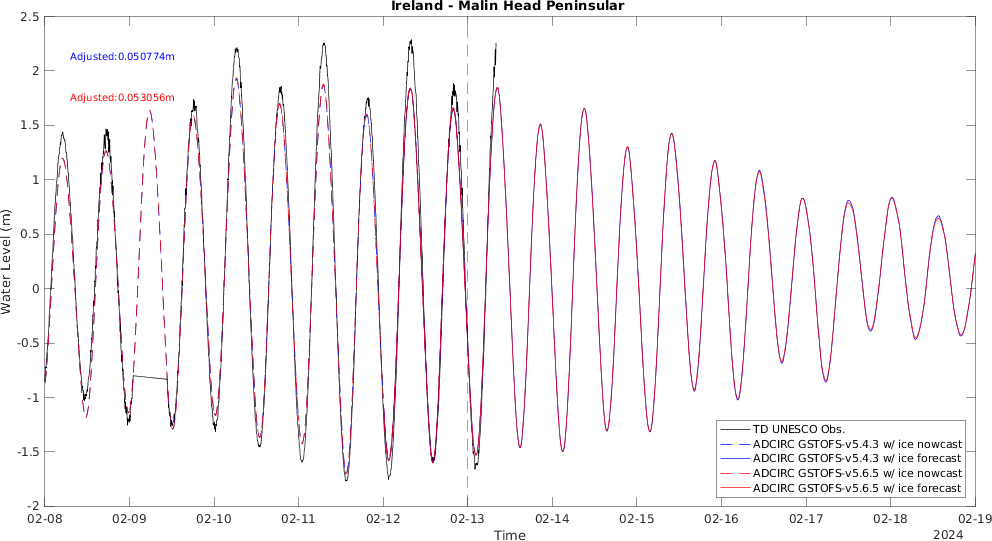 Ireland - Malin Head Peninsular
Adjusted:0.050774m
Adjusted:0.053056m
Water Level (m)
2.5
2
1.5
1
0.5
0
-0.5
-1
-1.5
-2
TD UNESCO Obs.
ADCIRC GSTOFS-v5.4.3 w/ ice nowcast
ADCIRC GSTOFS-v5.4.3 w/ ice forecast
ADCIRC GSTOFS-v5.6.5 w/ ice nowcast
ADCIRC GSTOFS-v5.6.5 w/ ice forecast
02-08 02-09 02-10 02-11 02-12 02-13 02-14 02-15 02-16 02-17 02-18 02-19
Time
2024